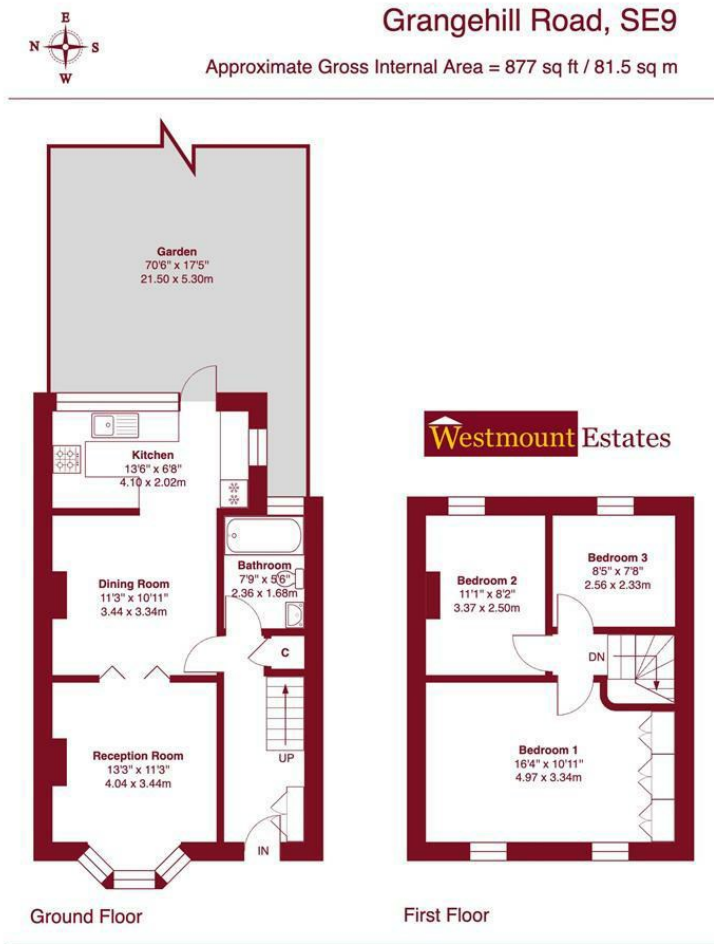 Grangehill Road, SE9
Approximate Gross Internal Area = 877 sq ft / 81.5 sq m
E
N S
W
Garden
70'6" x 17'5"
21.50 x 5.30m
Kitchen
13'6" x 6'8"
4.10 x 2.02m
Dining Room
11'3" x 10'11"
3.44 x 3.34m
Bathroom
7'9" x 5'6"
2.36 x 1.68m
C
UP
Reception Room
13'3" x 11'3"
4.04 x 3.44m
IN
Ground Floor
Westmount Estates
Bedroom 2
11'1" x 8'2"
3.37 x 2.50m
Bedroom 3
8'5" x 7'8"
2.56 x 2.33m
DN
Bedroom 1
16'4" x 10'11"
4.97 x 3.34m
First Floor